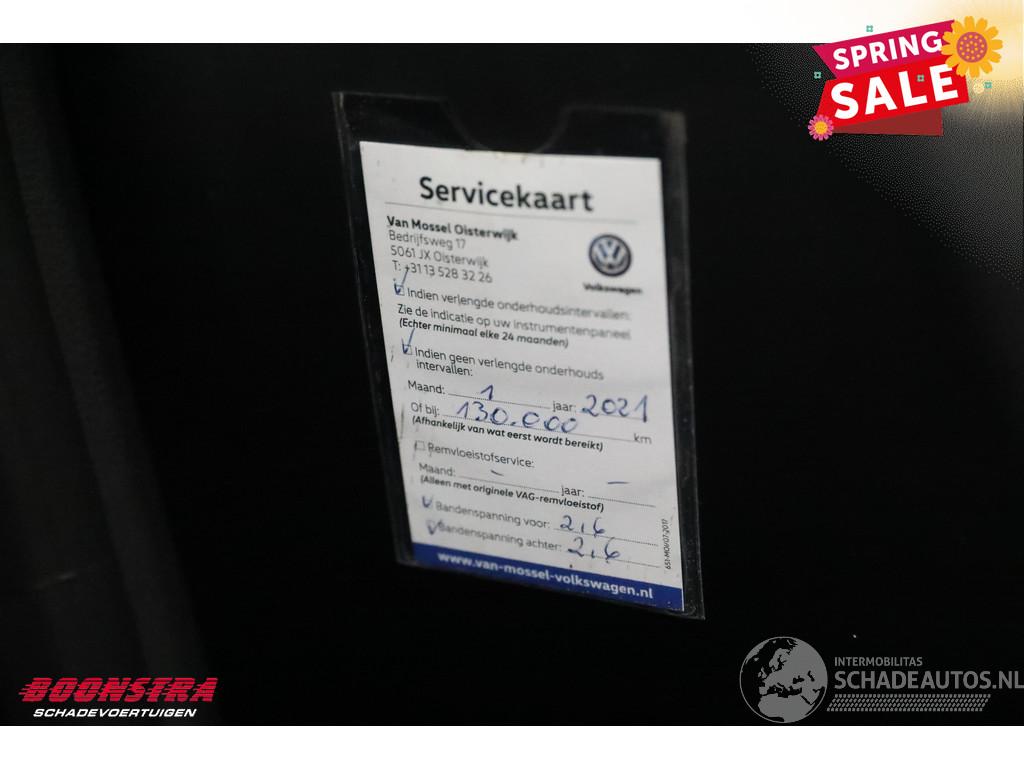 SPRING
SALE
Servicekaart
Van Mossel Oisterwijk
Bedrijfsweg 17
5061 JX Oisterwijk
T: +31 13 528 32 26
Volkswagen
Indien verlengde onderhoudsintervallen:
Zie de indicatie op uw instrumentenpaneel
(Echter minimaal elke 24 maanden)
Indien geen verlengde onderhouds
intervallen:
Maand: 1 jaar: 2021
Of bij: 130.000 km
(Afhankelijk van wat eerst wordt bereikt)
Remvloeistofservice:
Maand: - jaar: -
(Alleen met originele VAG-remvloeistof)
Bandenspanning voor: 2,6
Bandenspanning achter: 2,6
651-MOV/07-2017
www.van-mossel-volkswagen.nl
BOONSTRA
SCHADEVOERTUIGEN
INTERMOBILITAS
SCHADEAUTOS.NL